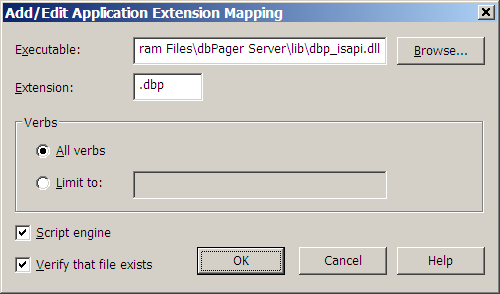 Add/Edit Application Extension Mapping
Executable: ram Files\dbPager Server\lib\dbp_isapi.dll Browse...
Extension: .dbp
Verbs
All verbs
Limit to:
Script engine
Verify that file exists OK Cancel Help